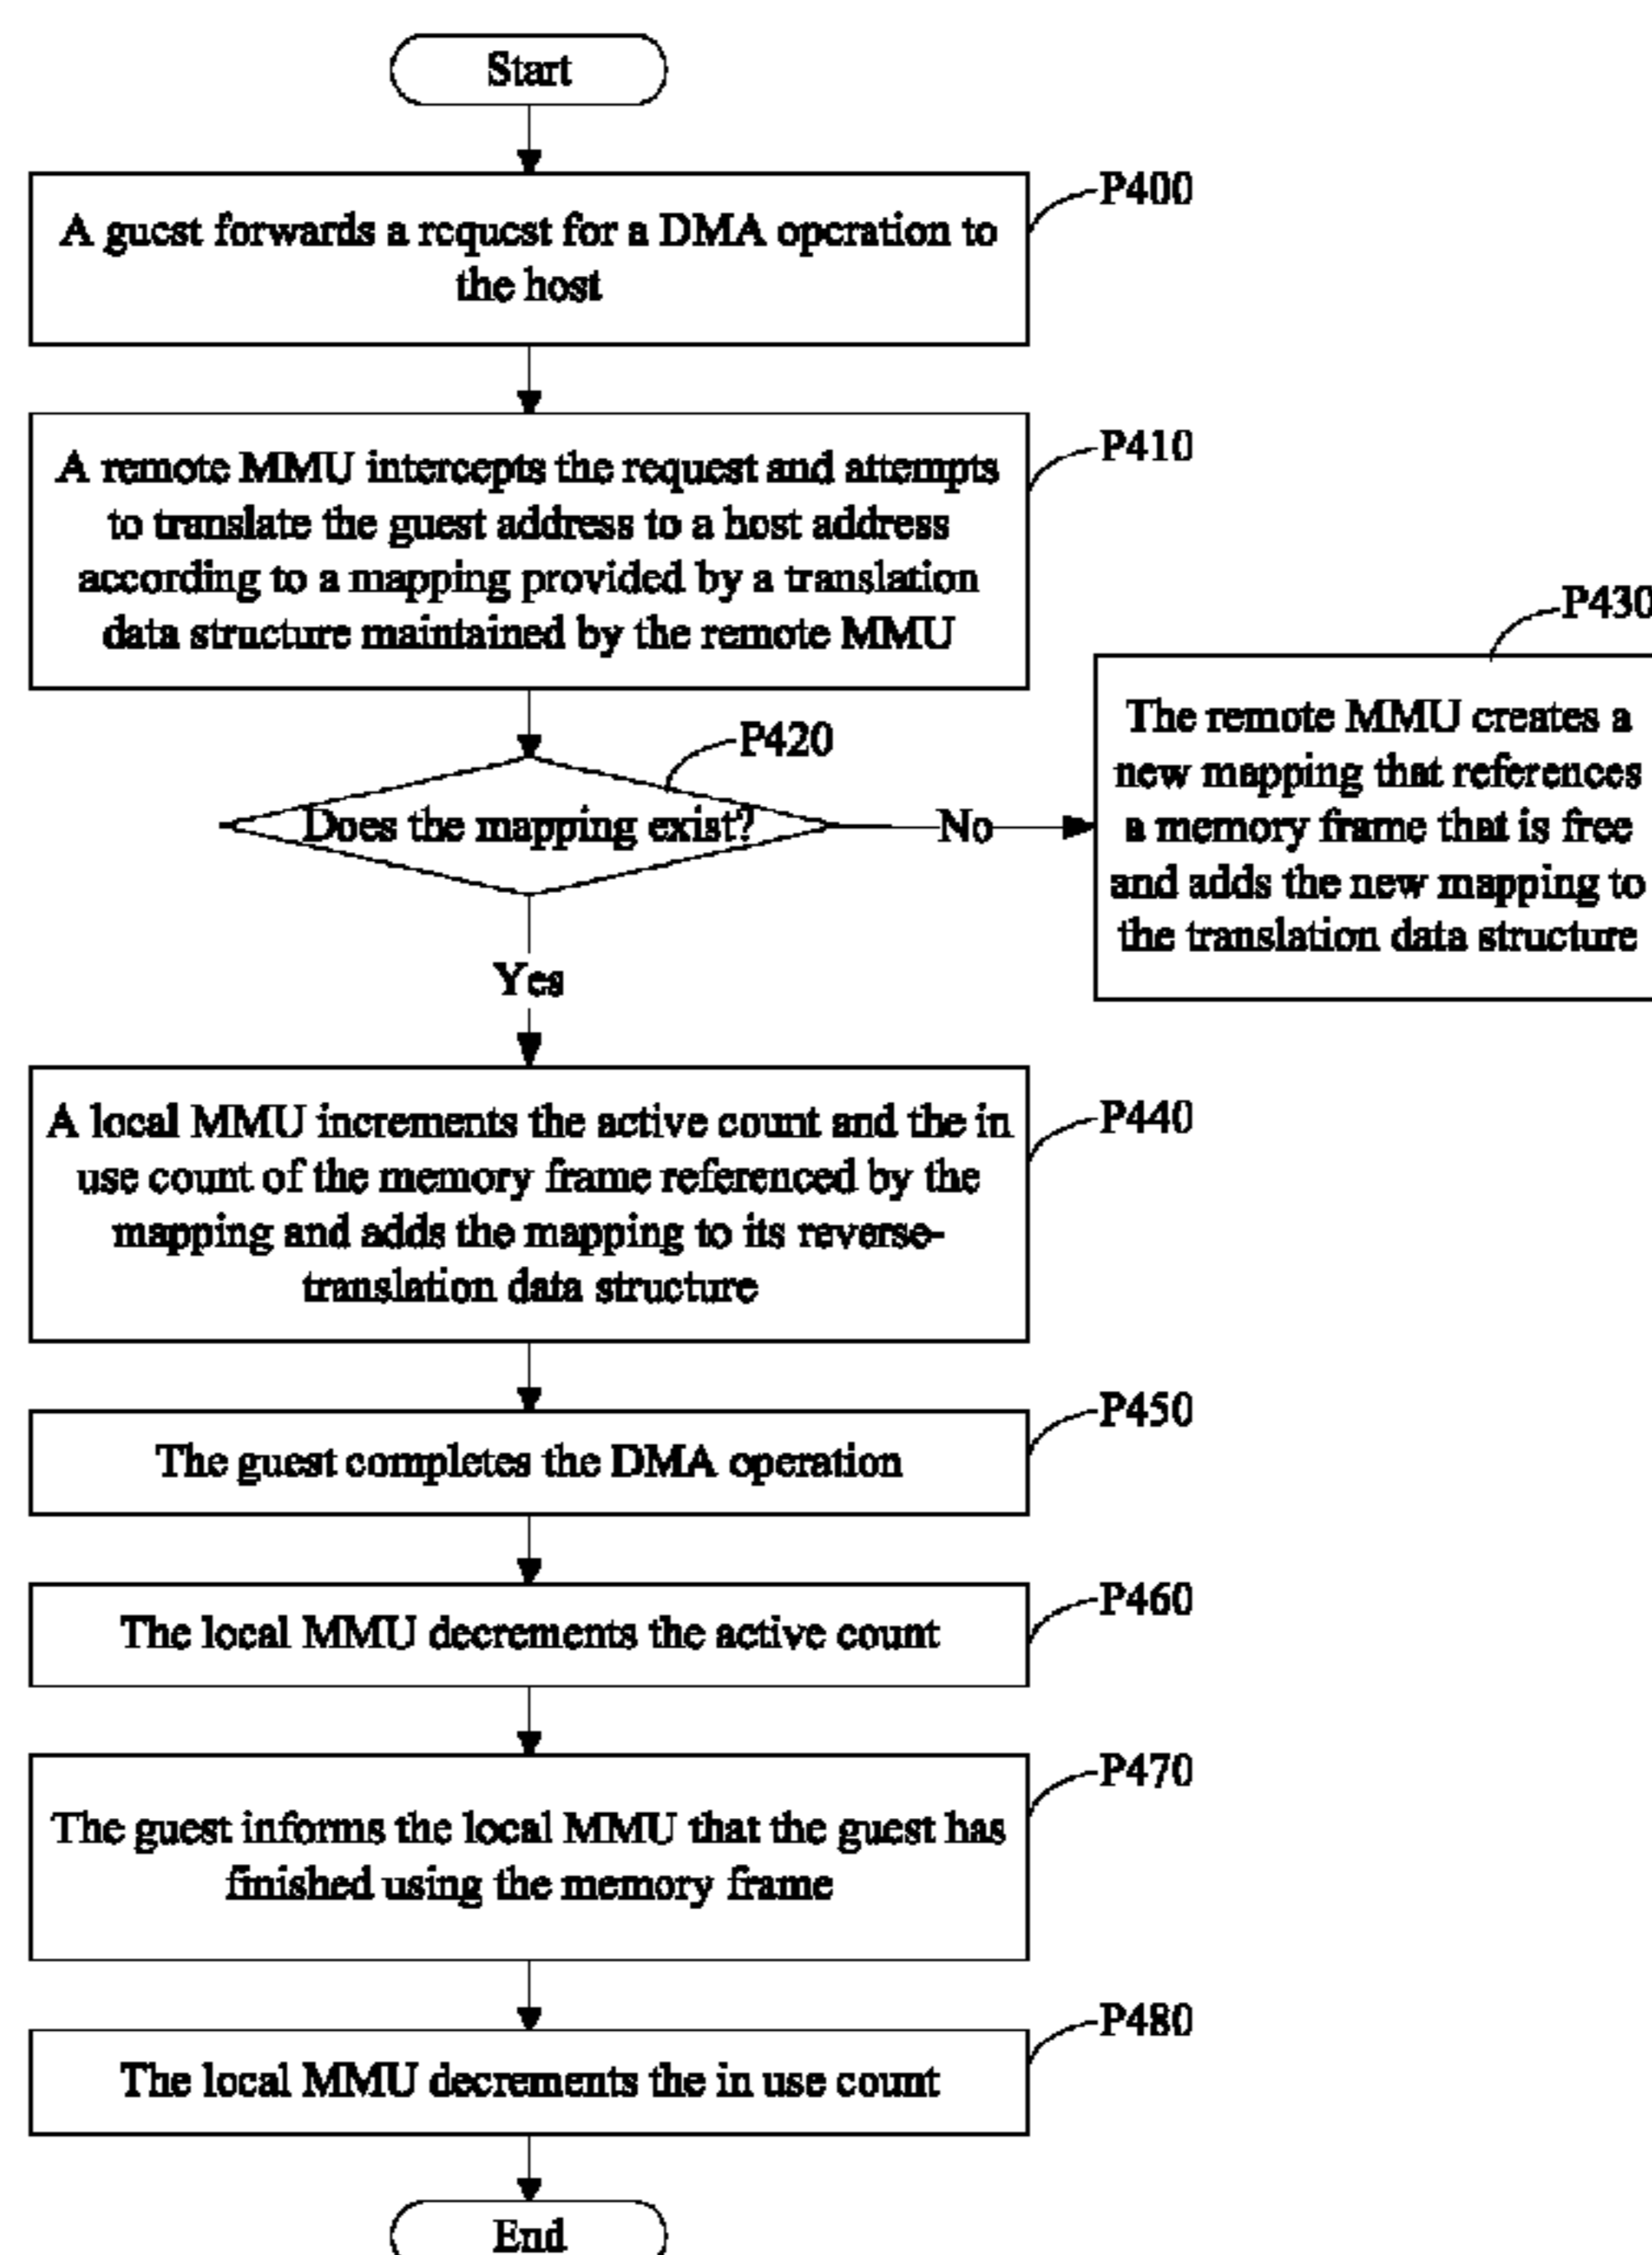 Start
P400
A guest forwards a request for a DMA operation to
the host
P410
A remote MMU intercepts the request and attempts
to translate the guest address to a host address
according to a mapping provided by a translation
data structure maintained by the remote MMU
P420
Does the mapping exist?
No
P430
The remote MMU creates a
new mapping that references
a memory frame that is free
and adds the new mapping to
the translation data structure
Yes
P440
A local MMU increments the active count and the in
use count of the memory frame referenced by the
mapping and adds the mapping to its reverse-
translation data structure
P450
The guest completes the DMA operation
P460
The local MMU decrements the active count
P470
The guest informs the local MMU that the guest has
finished using the memory frame
P480
The local MMU decrements the in use count
End